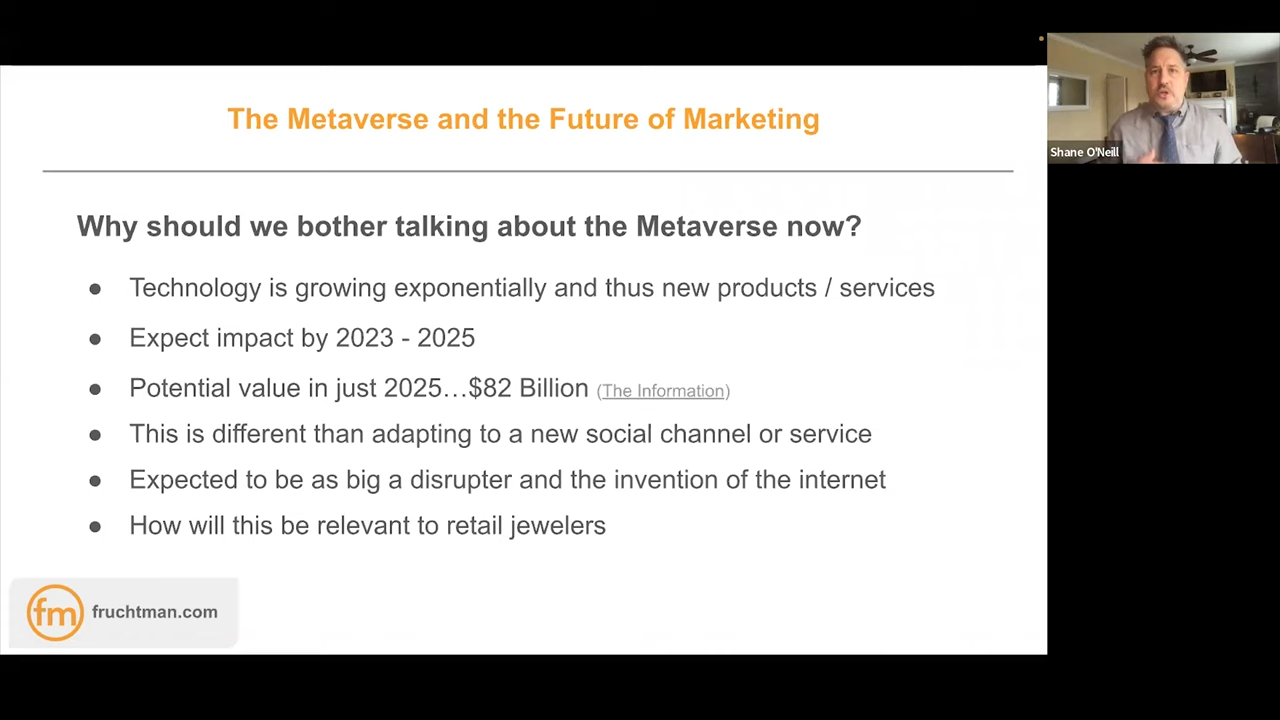 The Metaverse and the Future of Marketing
Shane O'Neill
Why should we bother talking about the Metaverse now?
● Technology is growing exponentially and thus new products / services
● Expect impact by 2023 - 2025
● Potential value in just 2025…$82 Billion (The Information)
● This is different than adapting to a new social channel or service
● Expected to be as big a disrupter and the invention of the internet
● How will this be relevant to retail jewelers
fm fruchtman.com